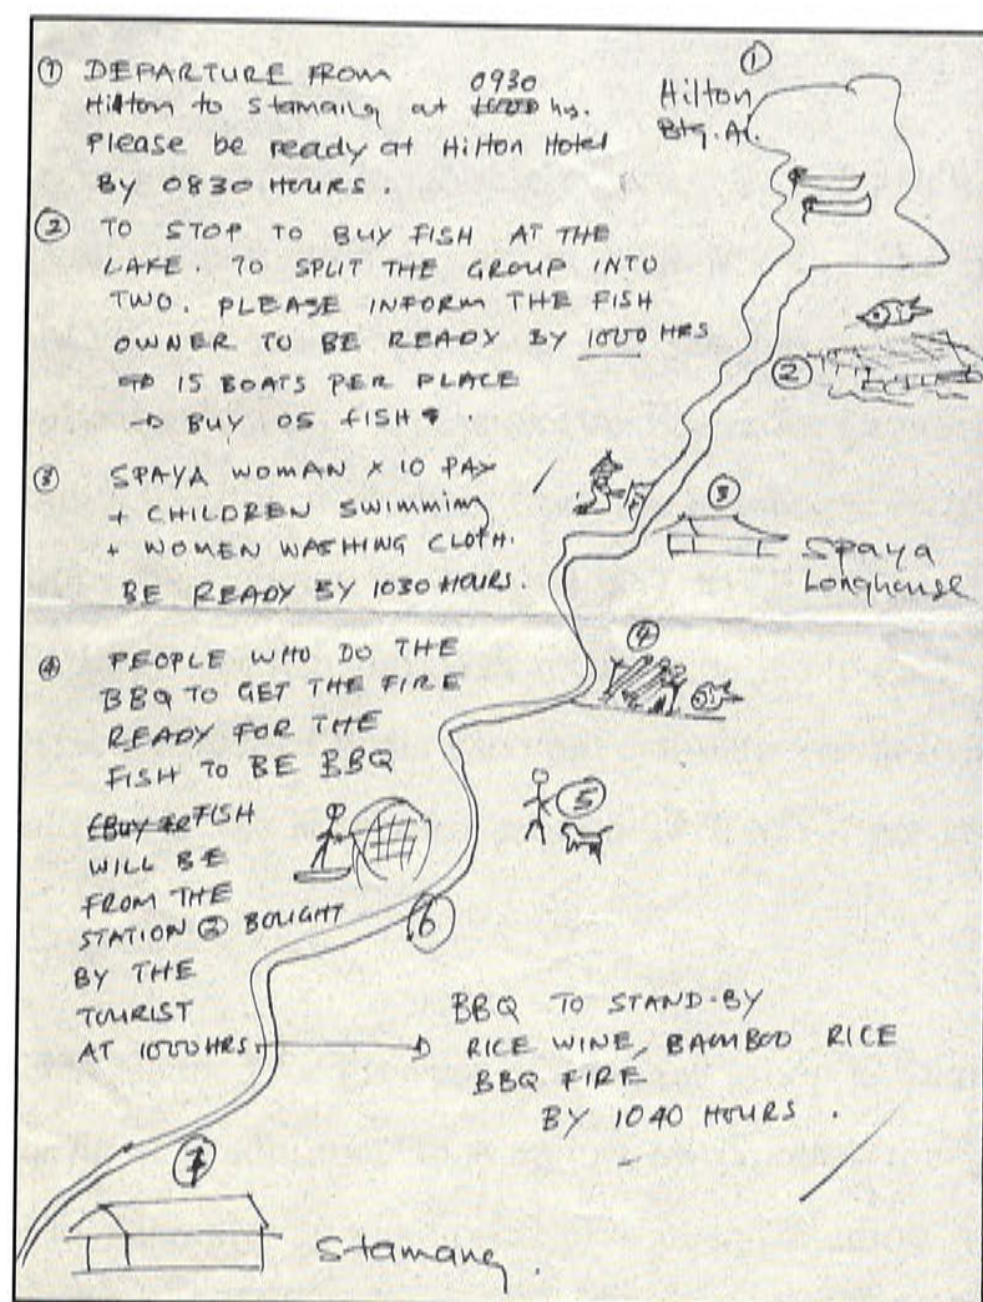 ① DEPARTURE FROM
0930
Hilton to Stamang at hrs.
Please be ready at Hilton Hotel
BY 0830 HOURS.
② TO STOP TO BUY FISH AT THE
LAKE. TO SPLIT THE GROUP INTO
TWO. PLEASE INFORM THE FISH
OWNER TO BE READY BY 1000 HRS
→ 15 BOATS PER PLACE
→ BUY 05 FISH
③ SPAYA WOMAN x 10 PAX
+ CHILDREN SWIMMING
+ WOMEN WASHING CLOTH.
BE READY BY 1030 HOURS.
④ PEOPLE WHO DO THE
BBQ TO GET THE FIRE
READY FOR THE
FISH TO BE BBQ
FISH
WILL BE
FROM THE
STATION ② BOUGHT
BY THE
TOURIST
AT 1000 HRS.
BBQ TO STAND-BY
RICE WINE, BAMBOO RICE
BBQ FIRE
BY 1040 HOURS.
①
Hilton
Btg. Ai.
②
③
Spaya
Longhouse
④
⑤
⑥
⑦
Stamang.